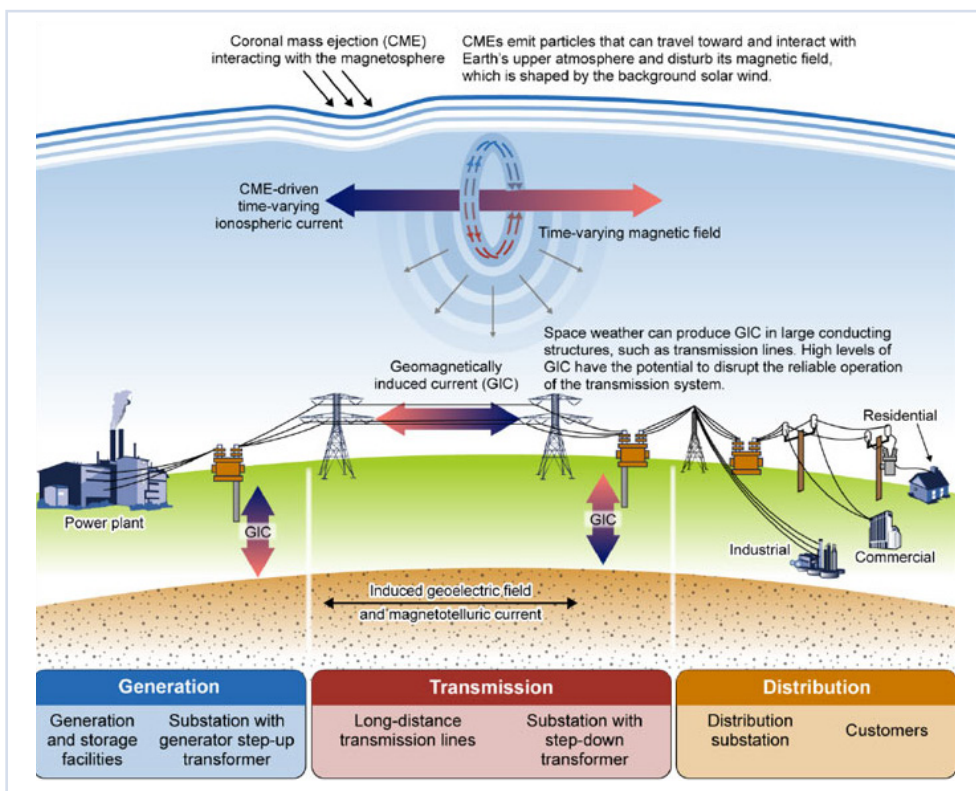 Coronal mass ejection (CME)
interacting with the magnetosphere
CMEs emit particles that can travel toward and interact with
Earth's upper atmosphere and disturb its magnetic field,
which is shaped by the background solar wind.
CME-driven
time-varying
ionospheric current
Time-varying magnetic field
Space weather can produce GIC in large conducting
structures, such as transmission lines. High levels of
GIC have the potential to disrupt the reliable operation
of the transmission system.
Geomagnetically
induced current (GIC)
Residential
Power plant
GIC
GIC
Industrial
Commercial
Induced geoelectric field
and magnetotelluric current
Generation
Generation
and storage
facilities
Substation with
generator step-up
transformer
Transmission
Long-distance
transmission lines
Substation with
step-down
transformer
Distribution
Distribution
substation
Customers